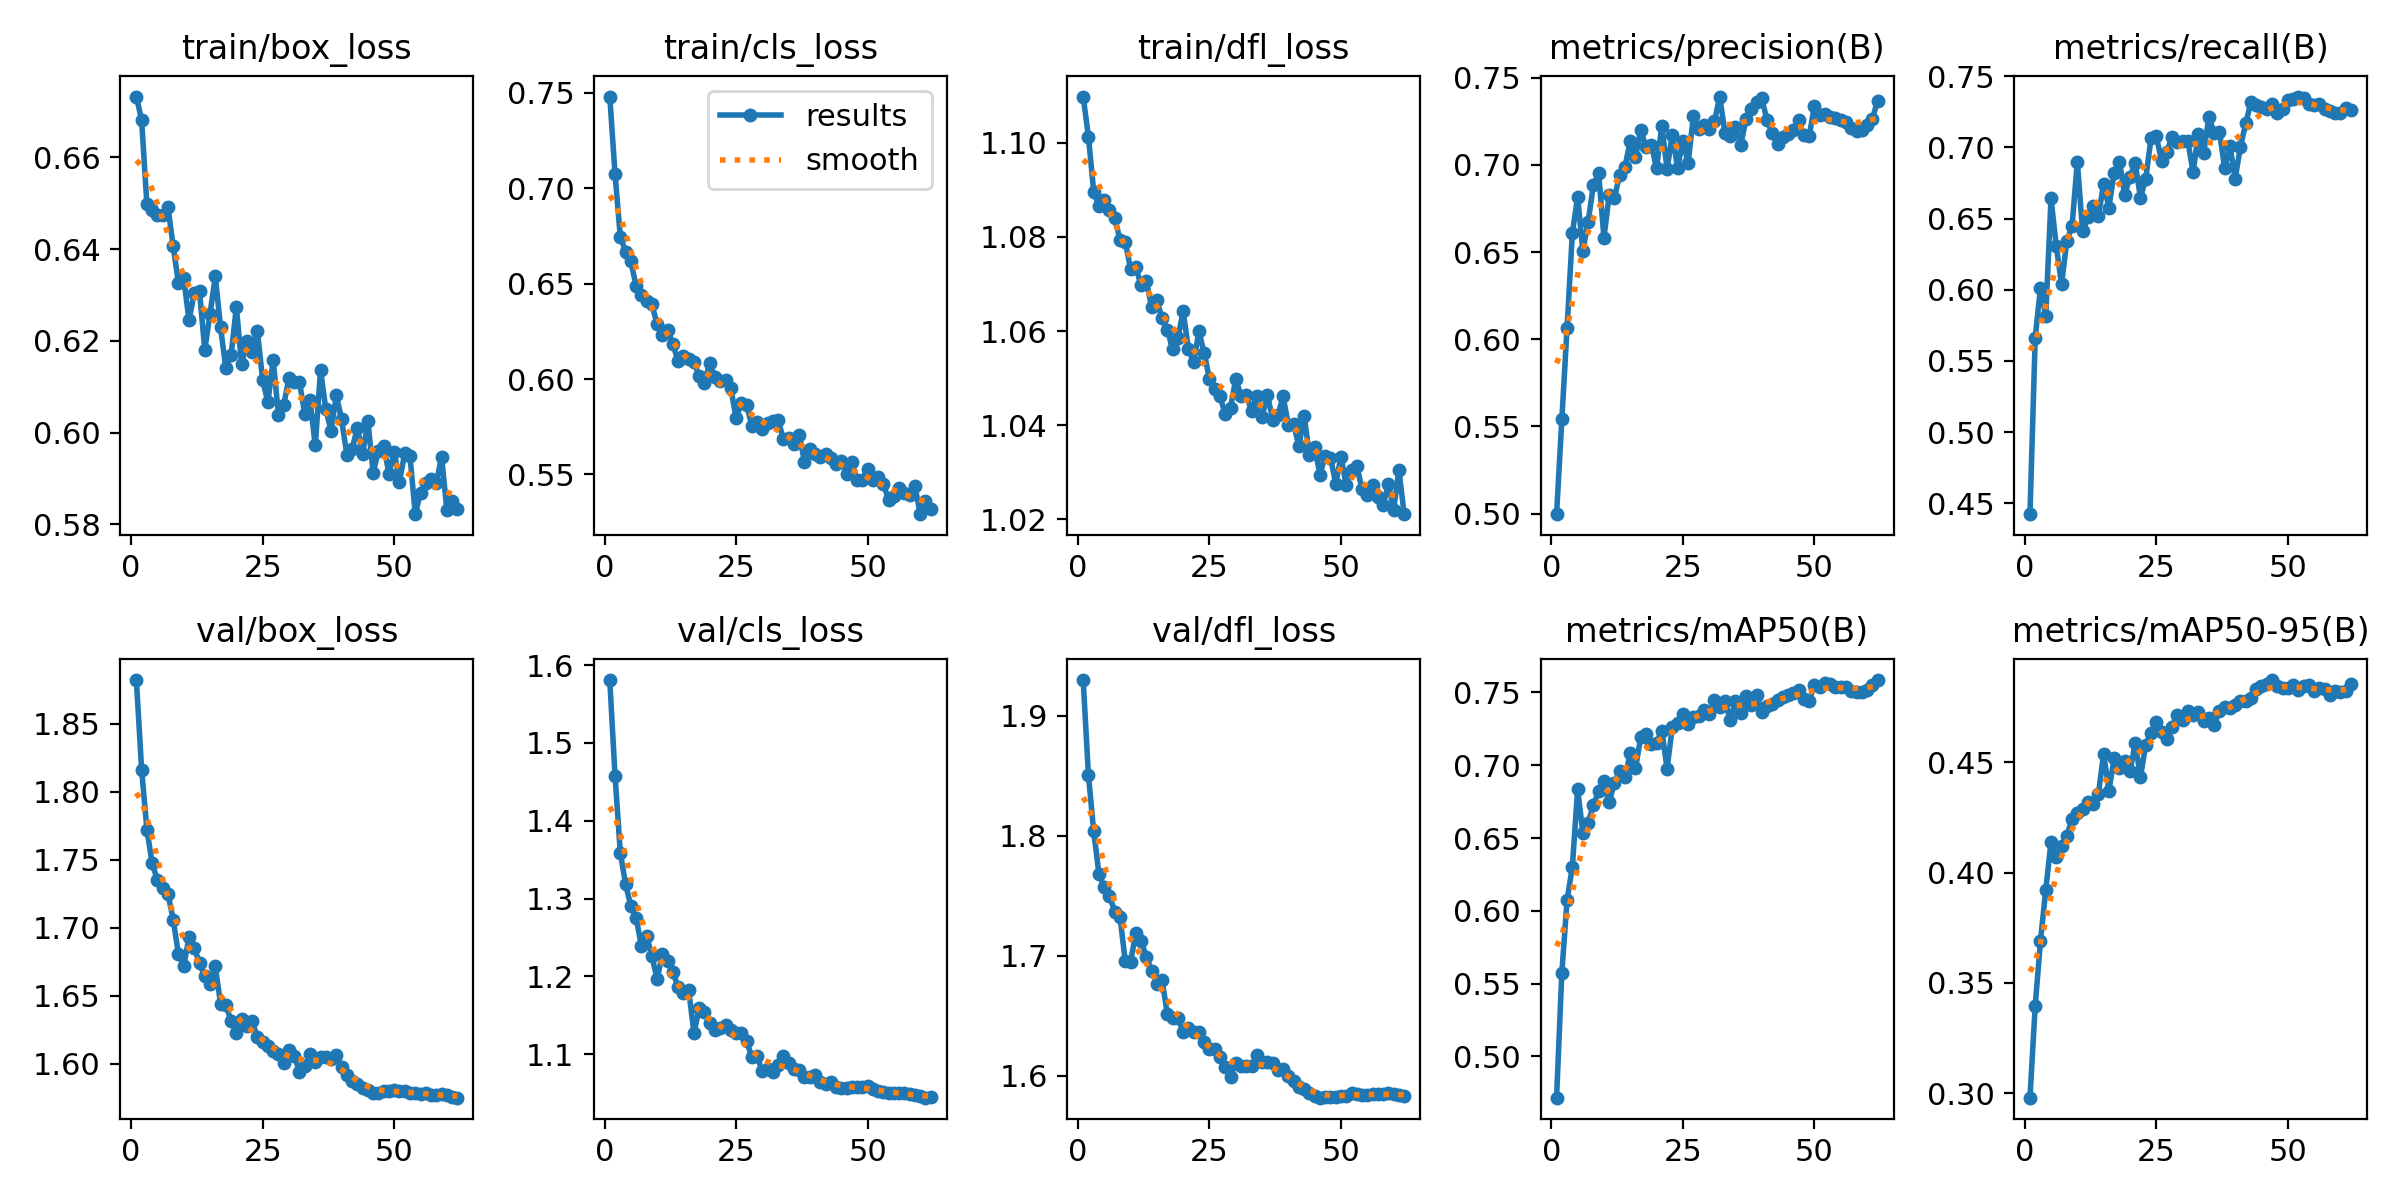 train/box_loss
0.66
0.64
0.62
0.60
0.58
0 25 50
train/cls_loss
results
smooth
0.75
0.70
0.65
0.60
0.55
0 25 50
train/dfl_loss
1.10
1.08
1.06
1.04
1.02
0 25 50
metrics/precision(B)
0.75
0.70
0.65
0.60
0.55
0.50
0 25 50
metrics/recall(B)
0.75
0.70
0.65
0.60
0.55
0.50
0.45
0 25 50
val/box_loss
1.85
1.80
1.75
1.70
1.65
1.60
0 25 50
val/cls_loss
1.6
1.5
1.4
1.3
1.2
1.1
0 25 50
val/dfl_loss
1.9
1.8
1.7
1.6
0 25 50
metrics/mAP50(B)
0.75
0.70
0.65
0.60
0.55
0.50
0 25 50
metrics/mAP50-95(B)
0.45
0.40
0.35
0.30
0 25 50